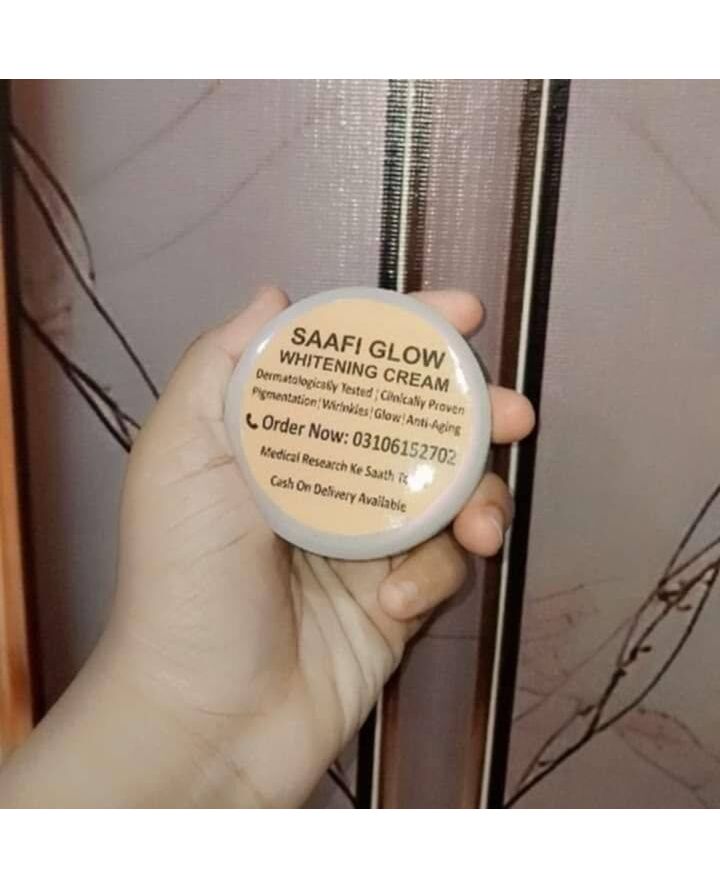 SAAFI GLOW
WHITENING CREAM
Dermatologically Tested | Clinically Proven
Pigmentation | Wirinkles | Glow | Anti-Aging
Order Now: 03106152702
Medical Research Ke Saath
Cash On Delivery Available